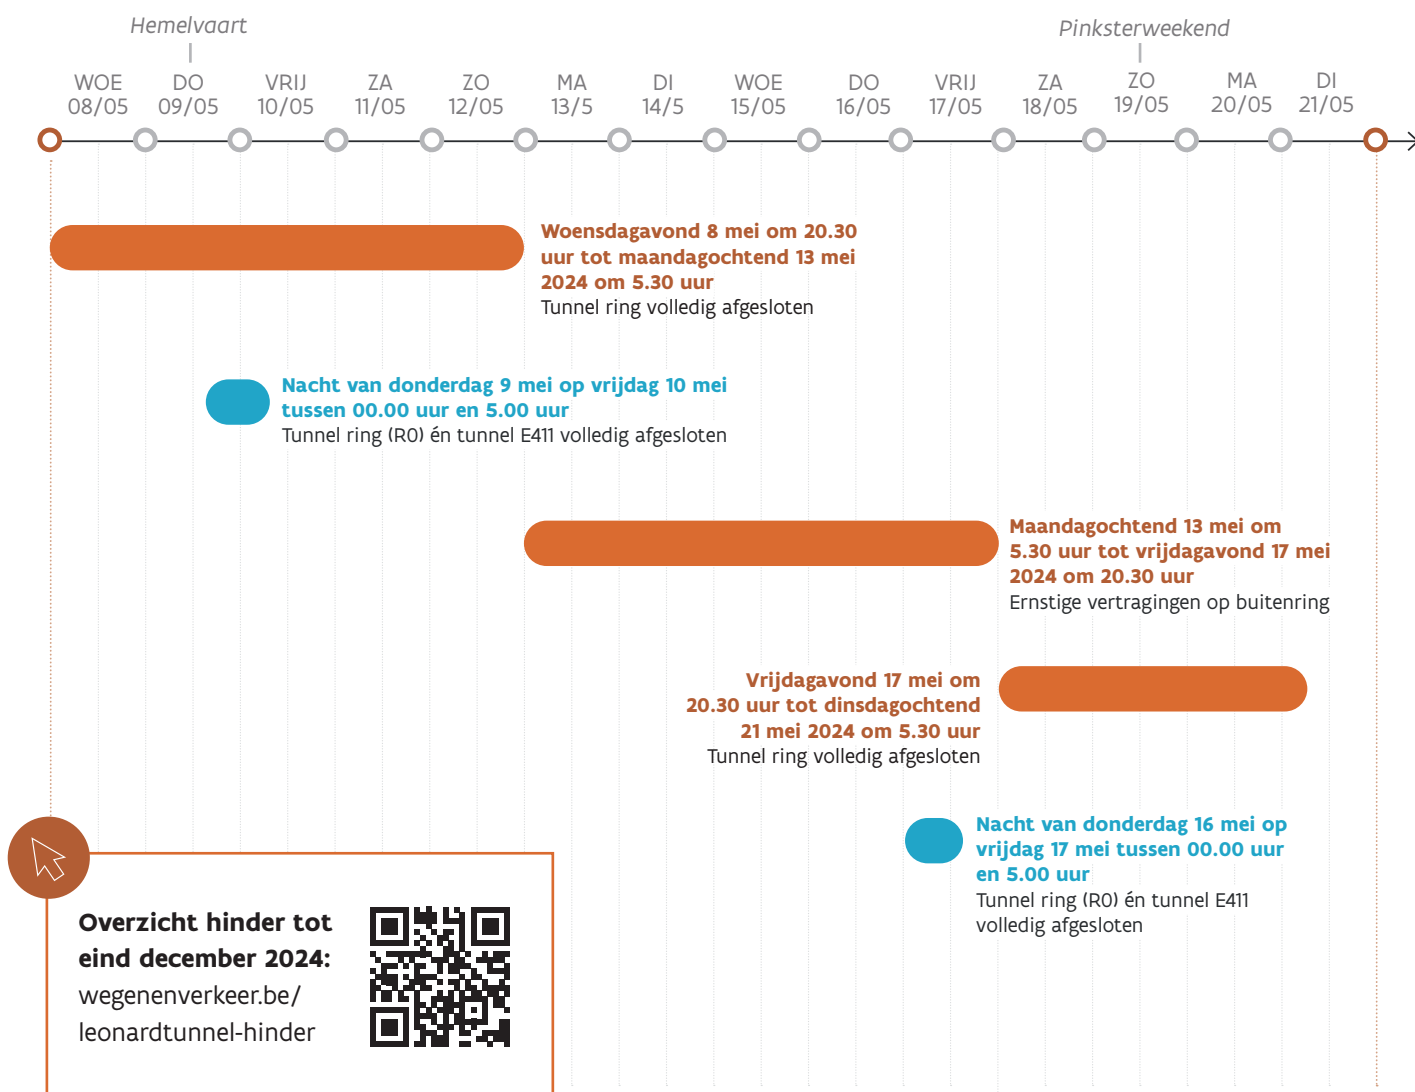 Hemelvaart
Pinksterweekend
WOE DO VRIJ ZA ZO MA DI WOE DO VRIJ ZA ZO MA DI
08/05 09/05 10/05 11/05 12/05 13/5 14/5 15/05 16/05 17/05 18/05 19/05 20/05 21/05
Woensdagavond 8 mei om 20.30
uur tot maandagochtend 13 mei
2024 om 5.30 uur
Tunnel ring volledig afgesloten
Nacht van donderdag 9 mei op vrijdag 10 mei
tussen 00.00 uur en 5.00 uur
Tunnel ring (R0) én tunnel E411 volledig afgesloten
Maandagochtend 13 mei om
5.30 uur tot vrijdagavond 17 mei
2024 om 20.30 uur
Ernstige vertragingen op buitenring
Vrijdagavond 17 mei om
20.30 uur tot dinsdagochtend
21 mei 2024 om 5.30 uur
Tunnel ring volledig afgesloten
Nacht van donderdag 16 mei op
vrijdag 17 mei tussen 00.00 uur
en 5.00 uur
Tunnel ring (R0) én tunnel E411
volledig afgesloten
Overzicht hinder tot
eind december 2024:
wegenenverkeer.be/
leonardtunnel-hinder